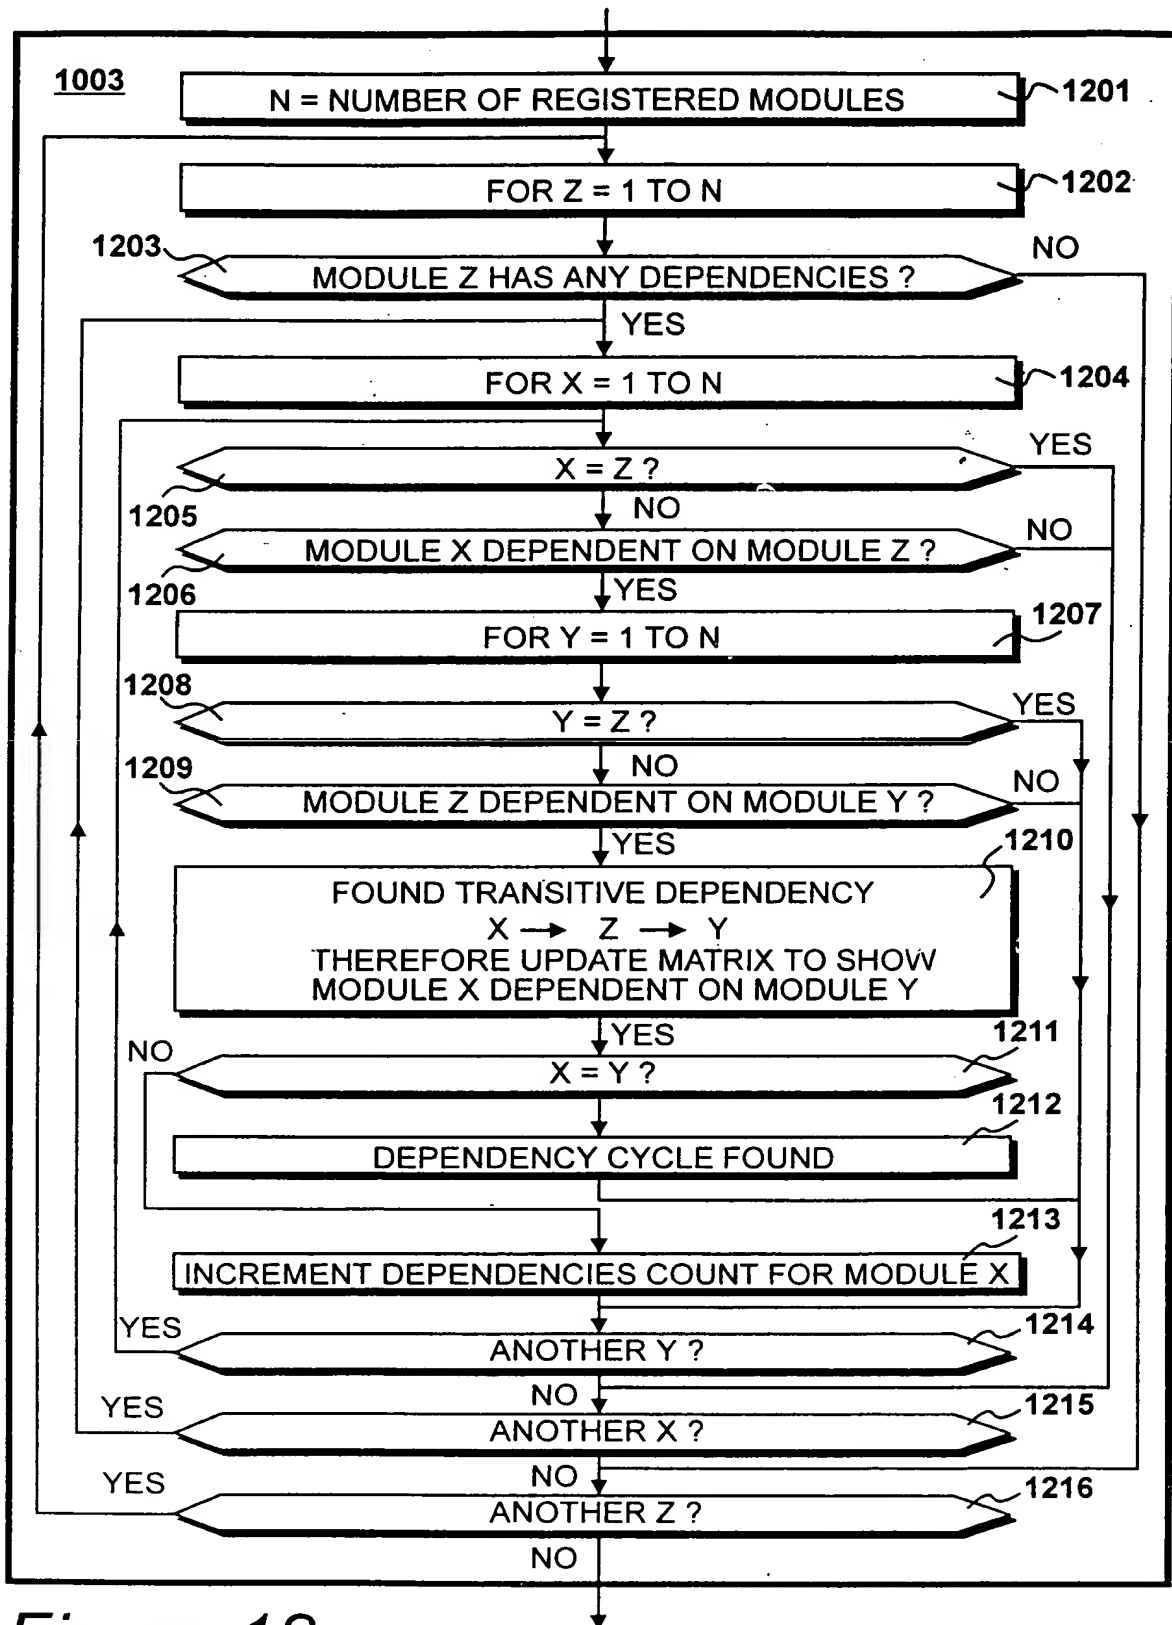 1003
N = NUMBER OF REGISTERED MODULES
1201
FOR Z = 1 TO N
1202
1203
MODULE Z HAS ANY DEPENDENCIES ?
NO
YES
FOR X = 1 TO N
1204
X = Z ?
YES
1205
NO
MODULE X DEPENDENT ON MODULE Z ?
NO
1206
YES
FOR Y = 1 TO N
1207
1208
Y = Z ?
YES
1209
NO
MODULE Z DEPENDENT ON MODULE Y ?
NO
YES
1210
FOUND TRANSITIVE DEPENDENCY
X → Z → Y
THEREFORE UPDATE MATRIX TO SHOW
MODULE X DEPENDENT ON MODULE Y
YES
1211
NO
X = Y ?
1212
DEPENDENCY CYCLE FOUND
1213
INCREMENT DEPENDENCIES COUNT FOR MODULE X
YES
ANOTHER Y ?
1214
NO
YES
ANOTHER X ?
1215
NO
YES
ANOTHER Z ?
1216
NO